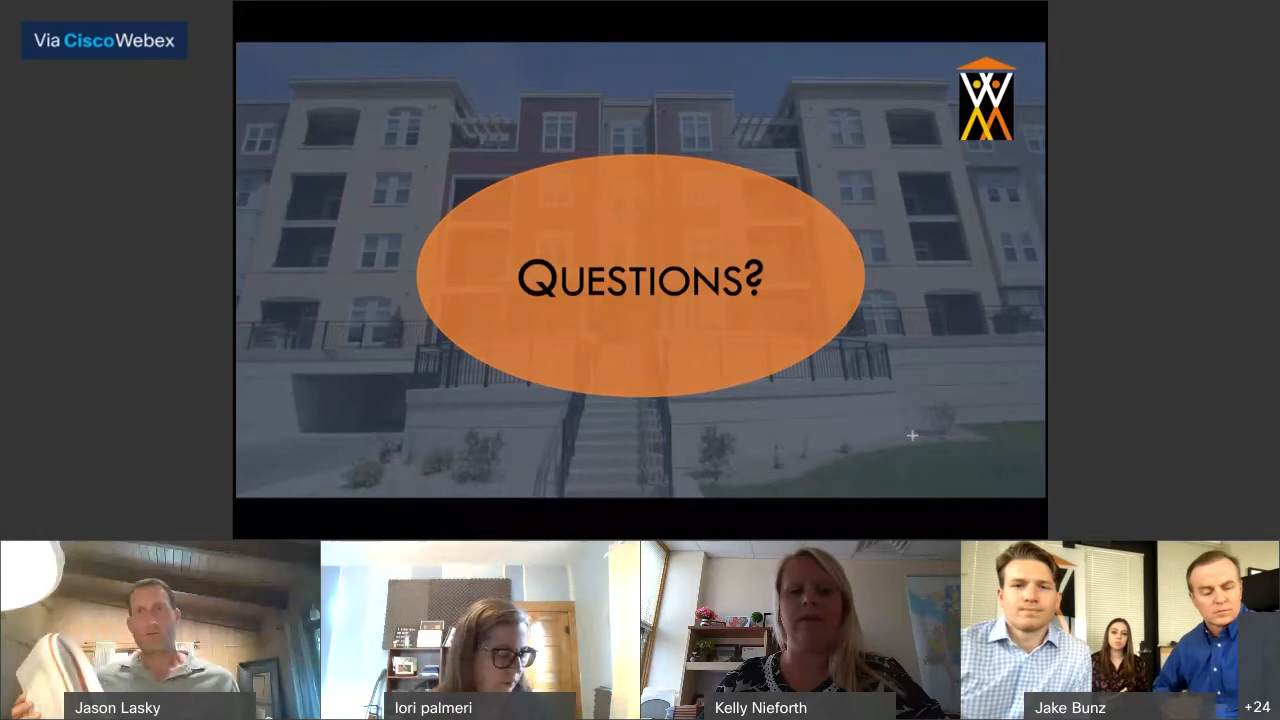 Via CiscoWebex
QUESTIONS?
Jason Lasky
lori palmeri
Kelly Nieforth
Jake Bunz
+24